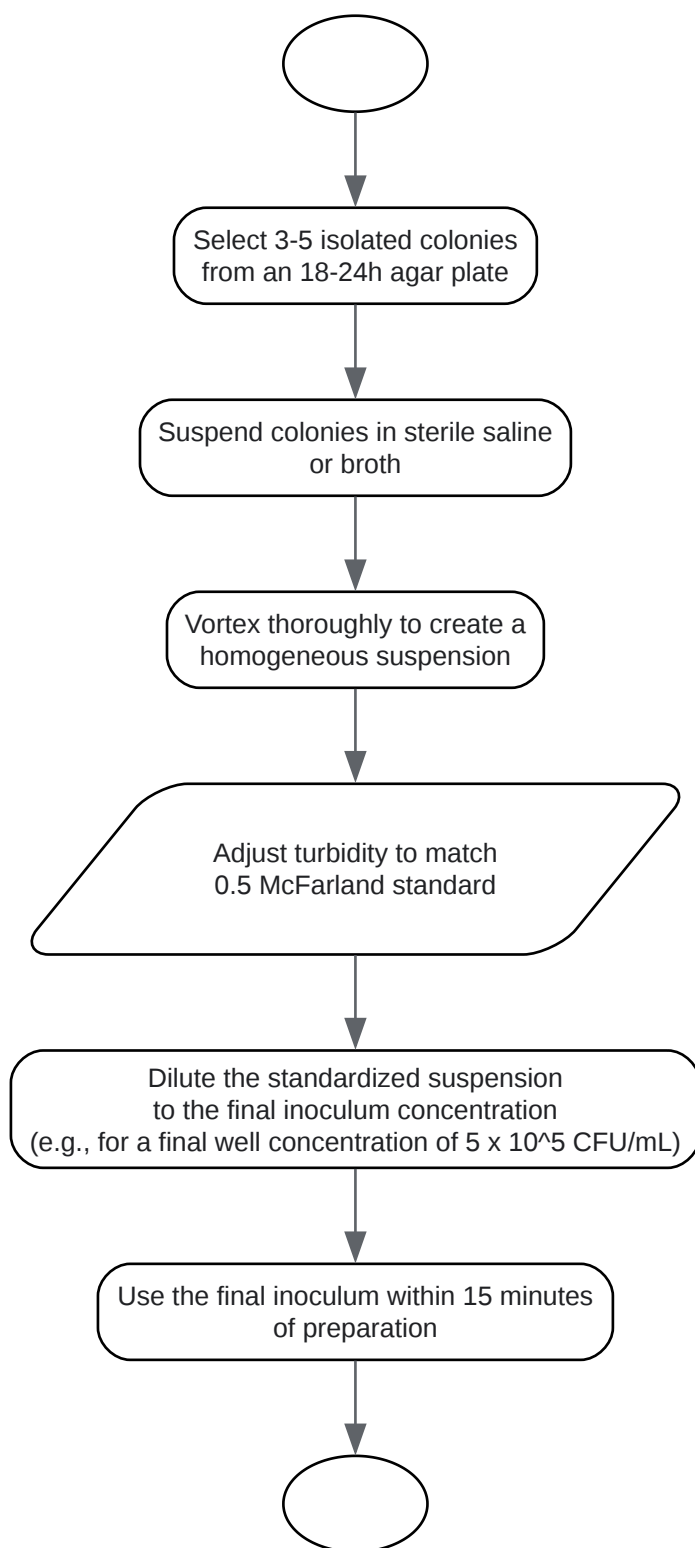 Select 3-5 isolated colonies
from an 18-24h agar plate
Suspend colonies in sterile saline
or broth
Vortex thoroughly to create a
homogeneous suspension
Adjust turbidity to match
0.5 McFarland standard
Dilute the standardized suspension
to the final inoculum concentration
(e.g., for a final well concentration of 5 x 10^5 CFU/mL)
Use the final inoculum within 15 minutes
of preparation